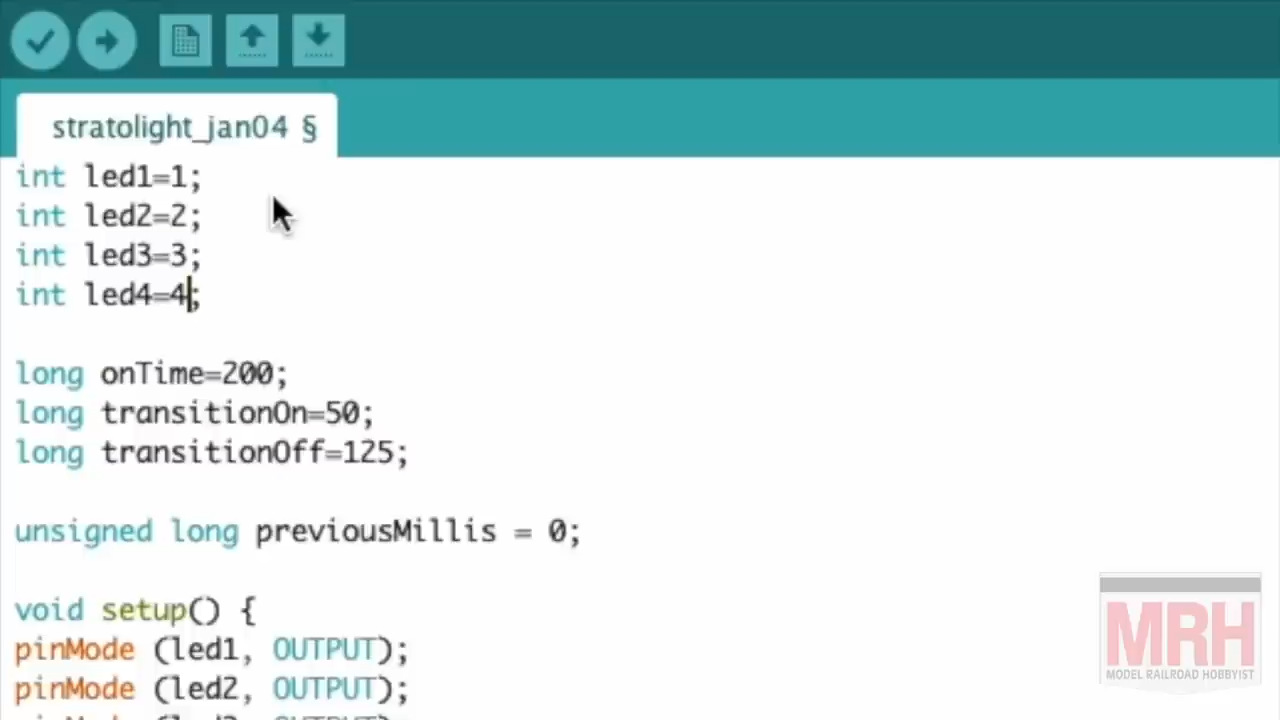 stratolight_jan04 §
int led1=1;
int led2=2;
int led3=3;
int led4=4;
long onTime=200;
long transitionOn=50;
long transitionOff=125;
unsigned long previousMillis = 0;
void setup() {
pinMode (led1, OUTPUT);
pinMode (led2, OUTPUT);
MRH
MODEL RAILROAD HOBBYIST